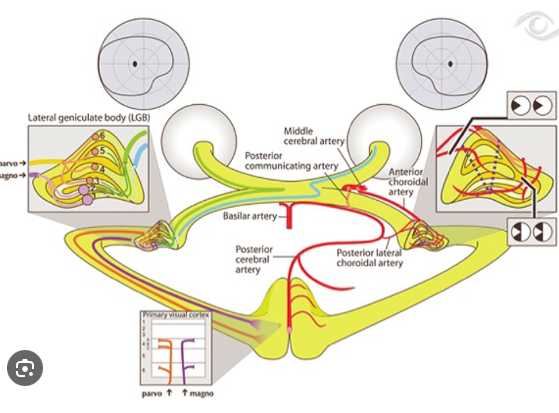 Lateral geniculate body (LGB)
6
5
4
3
2
parvo →
magno→
Middle
cerebral artery
Posterior
communicating artery
Anterior
choroidal
artery
Basilar artery
Posterior
cerebral
artery
Posterior lateral
choroidal artery
Primary visual cortex
1
2
3
4
5
6
parvo ↑ ↑ magno